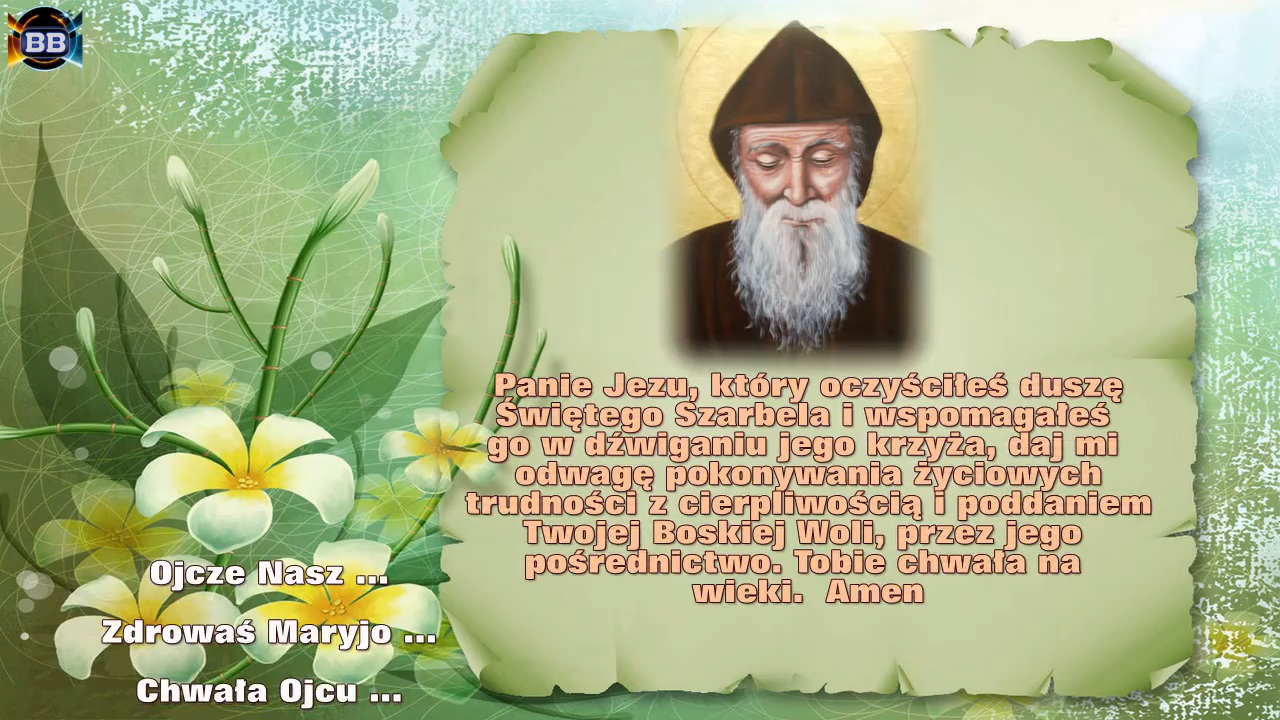 BB
Panie Jezu, który oczyściłeś duszę
Świętego Szarbela i wspomagałeś
go w dźwiganiu jego krzyża, daj mi
odwagę pokonywania życiowych
trudności z cierpliwością i poddaniem
Twojej Boskiej Woli, przez jego
pośrednictwo. Tobie chwała na
wieki.  Amen
Ojcze Nasz ...
Zdrowaś Maryjo ...
Chwała Ojcu ...